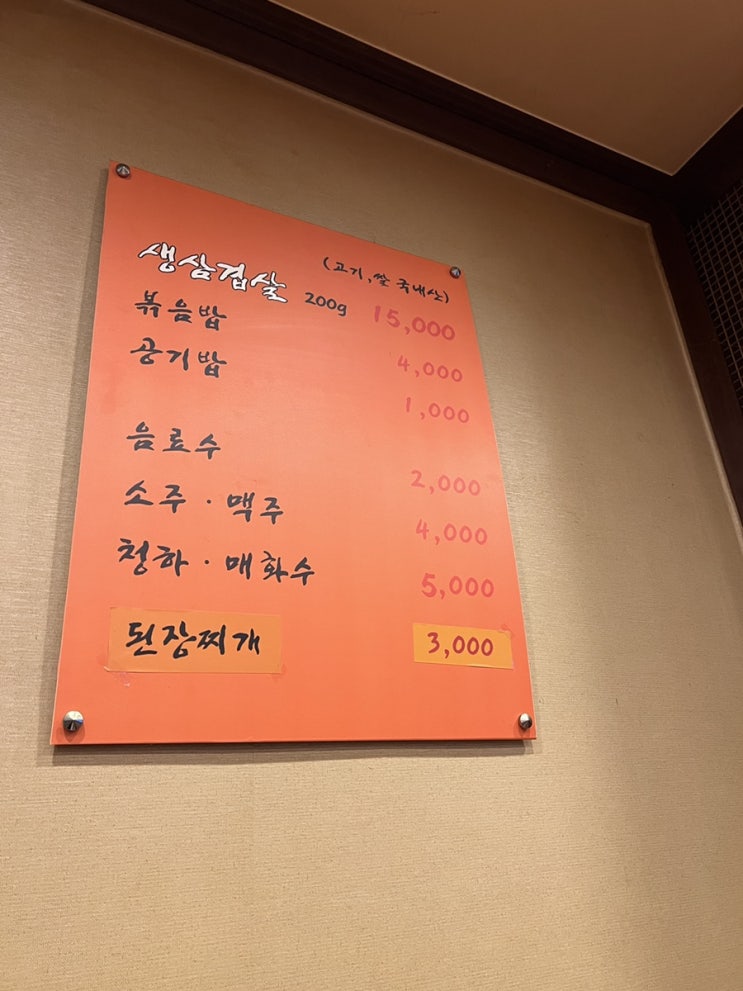 (고기, 쌀 국내산)
생삼겹살 200g 15,000
볶음밥 4,000
공기밥 1,000
음료수 2,000
소주 · 맥주 4,000
청하 · 매화수 5,000
된장찌개 3,000